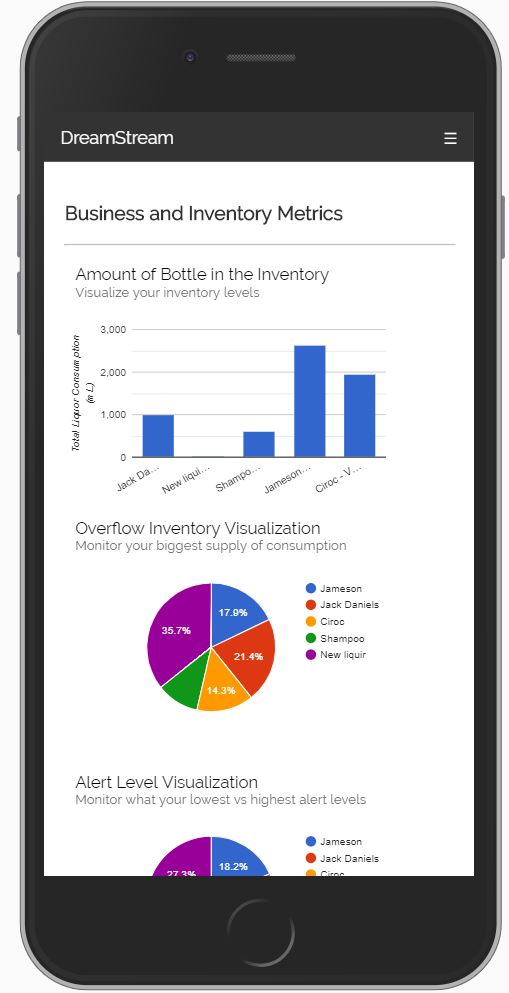 DreamStream
Business and Inventory Metrics
Amount of Bottle in the Inventory
Visualize your inventory levels
3,000
2,000
1,000
0
Total Liquor Consumption
(in L)
Jack Da...
New liqui...
Shampo...
Jameson...
Ciroc - V...
Overflow Inventory Visualization
Monitor your biggest supply of consumption
17.9%
21.4%
14.3%
35.7%
Jameson
Jack Daniels
Ciroc
Shampoo
New liquir
Alert Level Visualization
Monitor what your lowest vs highest alert levels
18.2%
27.3%
Jameson
Jack Daniels
Ciroc